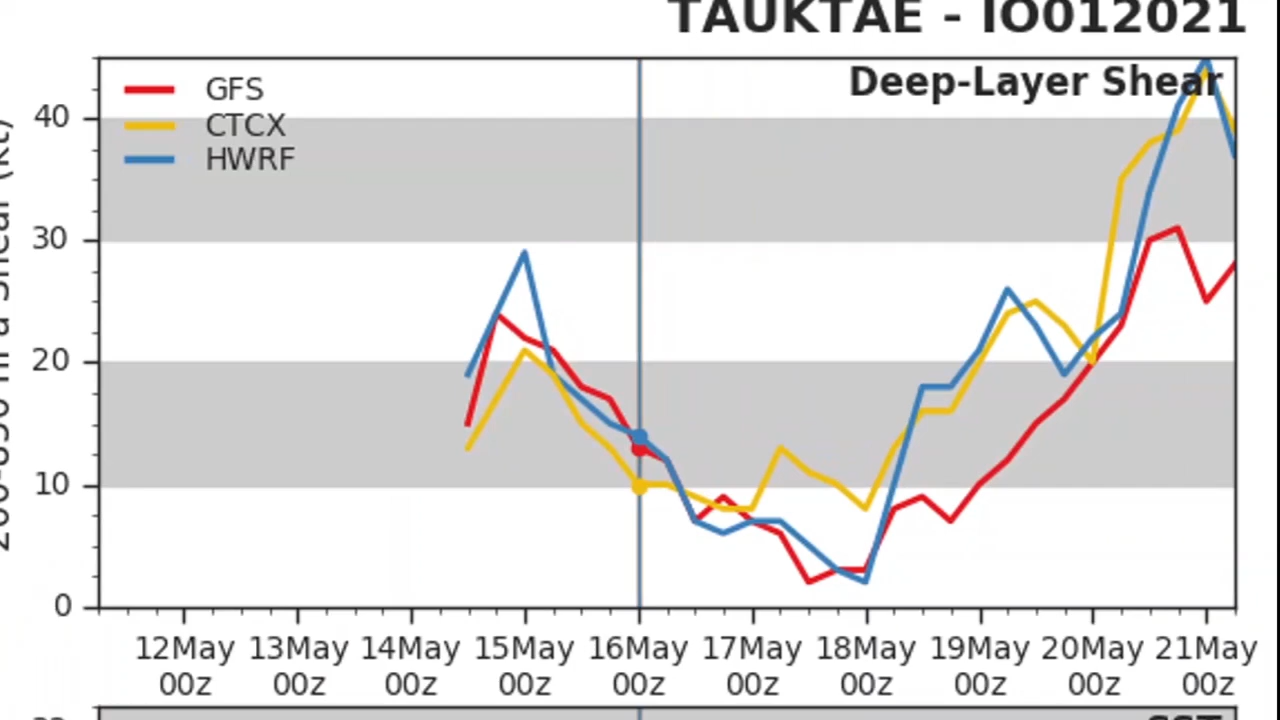 TAUKTAE - IO012021
Deep-Layer Shear
GFS
CTCX
HWRF
40
30
20
10
0
12May 13May 14May 15May 16May 17May 18May 19May 20May 21May
00z 00z 00z 00z 00z 00z 00z 00z 00z 00z